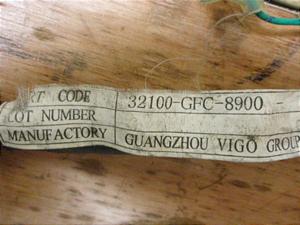 RT CODE 32100-GFC-8900
LOT NUMBER
MANUFACTORY GUANGZHOU VIGO GROUP